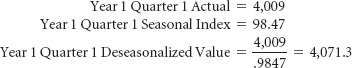 Year 1 Quarter 1 Actual = 4,009
Year 1 Quarter 1 Seasonal Index = 98.47
Year 1 Quarter 1 Deseasonalized Value = 4,009 / .9847 = 4,071.3